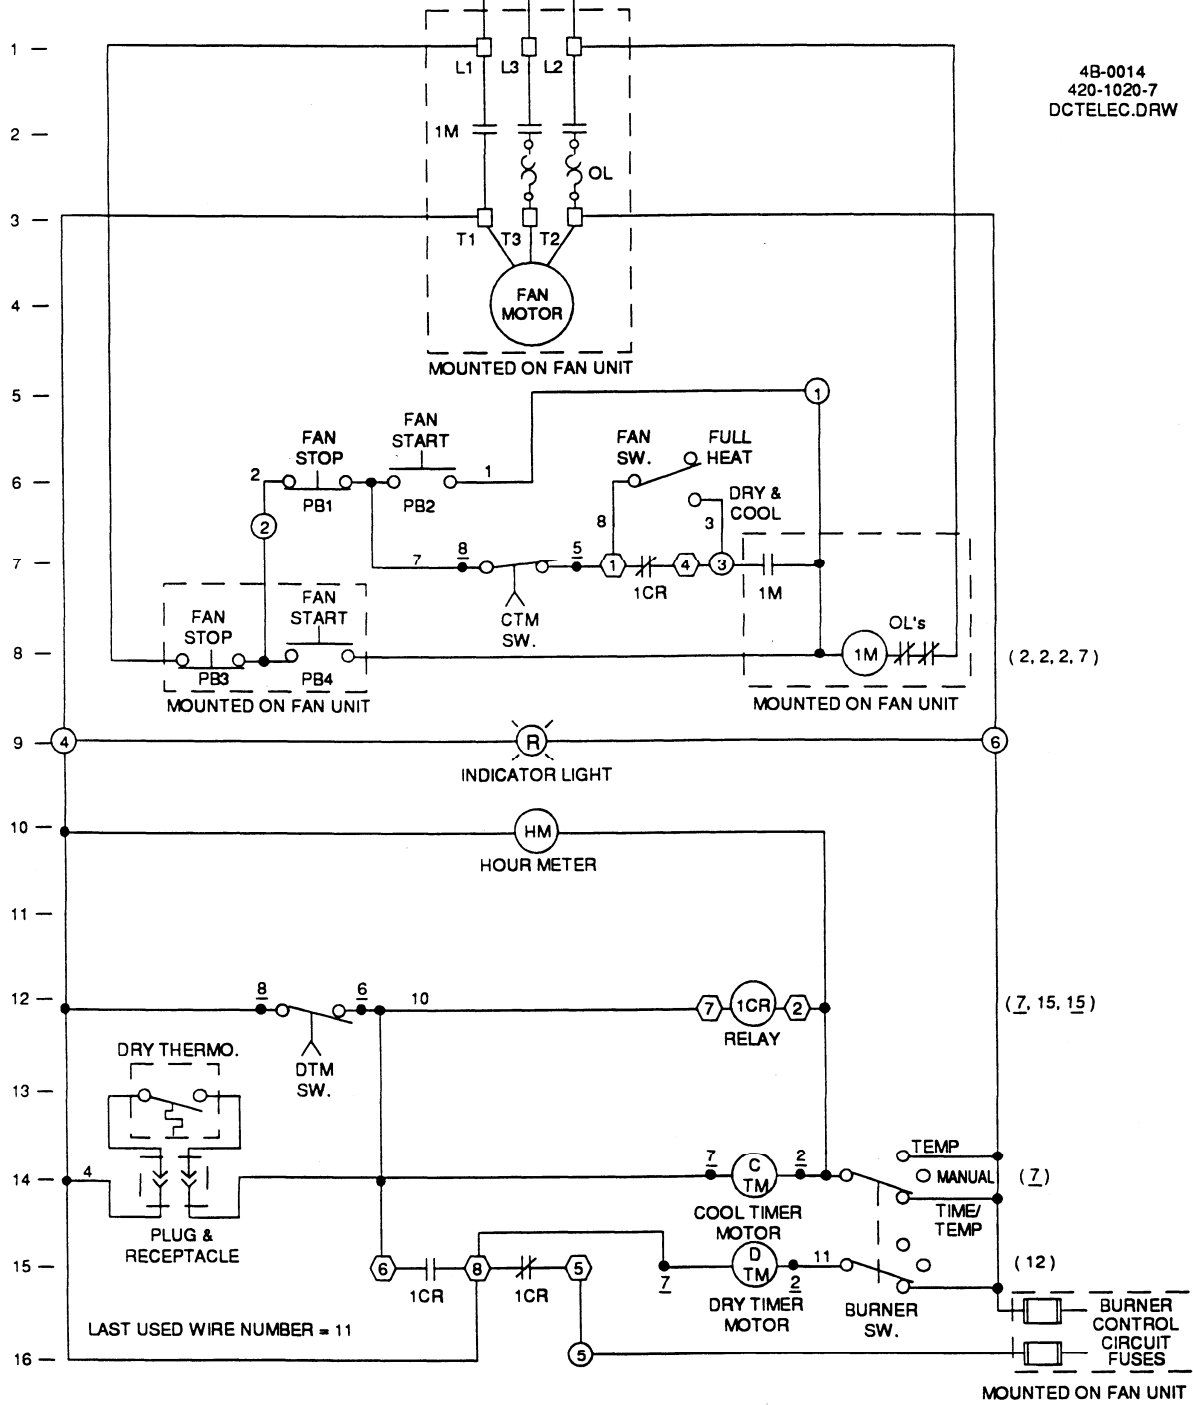 1
L1 L3 L2
4B-0014
420-1020-7
DCTELEC.DRW
2
1M
OL
3
T1 T3 T2
4
FAN
MOTOR
MOUNTED ON FAN UNIT
5
1
FAN
START
FAN
STOP
FAN
SW.
FULL
HEAT
6
2
PB1
PB2
1
DRY &
COOL
2
8
3
7
7
8
5
1
1CR
4
3
1M
CTM
SW.
FAN
START
FAN
STOP
OL's
8
PB3
PB4
1M
(2, 2, 2, 7)
MOUNTED ON FAN UNIT
MOUNTED ON FAN UNIT
9
4
R
6
INDICATOR LIGHT
10
HM
HOUR METER
11
12
8
6
10
7
1CR
2
RELAY
(7, 15, 15)
DRY THERMO.
DTM
SW.
13
14
4
7
C
TM
2
TEMP
MANUAL
TIME/
TEMP
(7)
COOL TIMER
MOTOR
PLUG &
RECEPTACLE
15
6
1CR
8
1CR
5
7
D
TM
2
11
(12)
DRY TIMER
MOTOR
BURNER
SW.
BURNER
CONTROL
CIRCUIT
FUSES
LAST USED WIRE NUMBER = 11
16
5
MOUNTED ON FAN UNIT